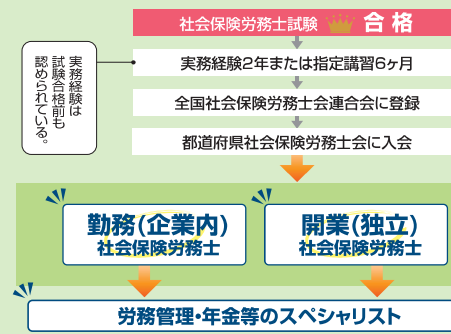 社会保険労務士試験 合格
実務経験は
試験合格前も
認められている。
実務経験2年または指定講習6ヶ月
全国社会保険労務士会連合会に登録
都道府県社会保険労務士会に入会
勤務(企業内)
社会保険労務士
開業(独立)
社会保険労務士
労務管理・年金等のスペシャリスト